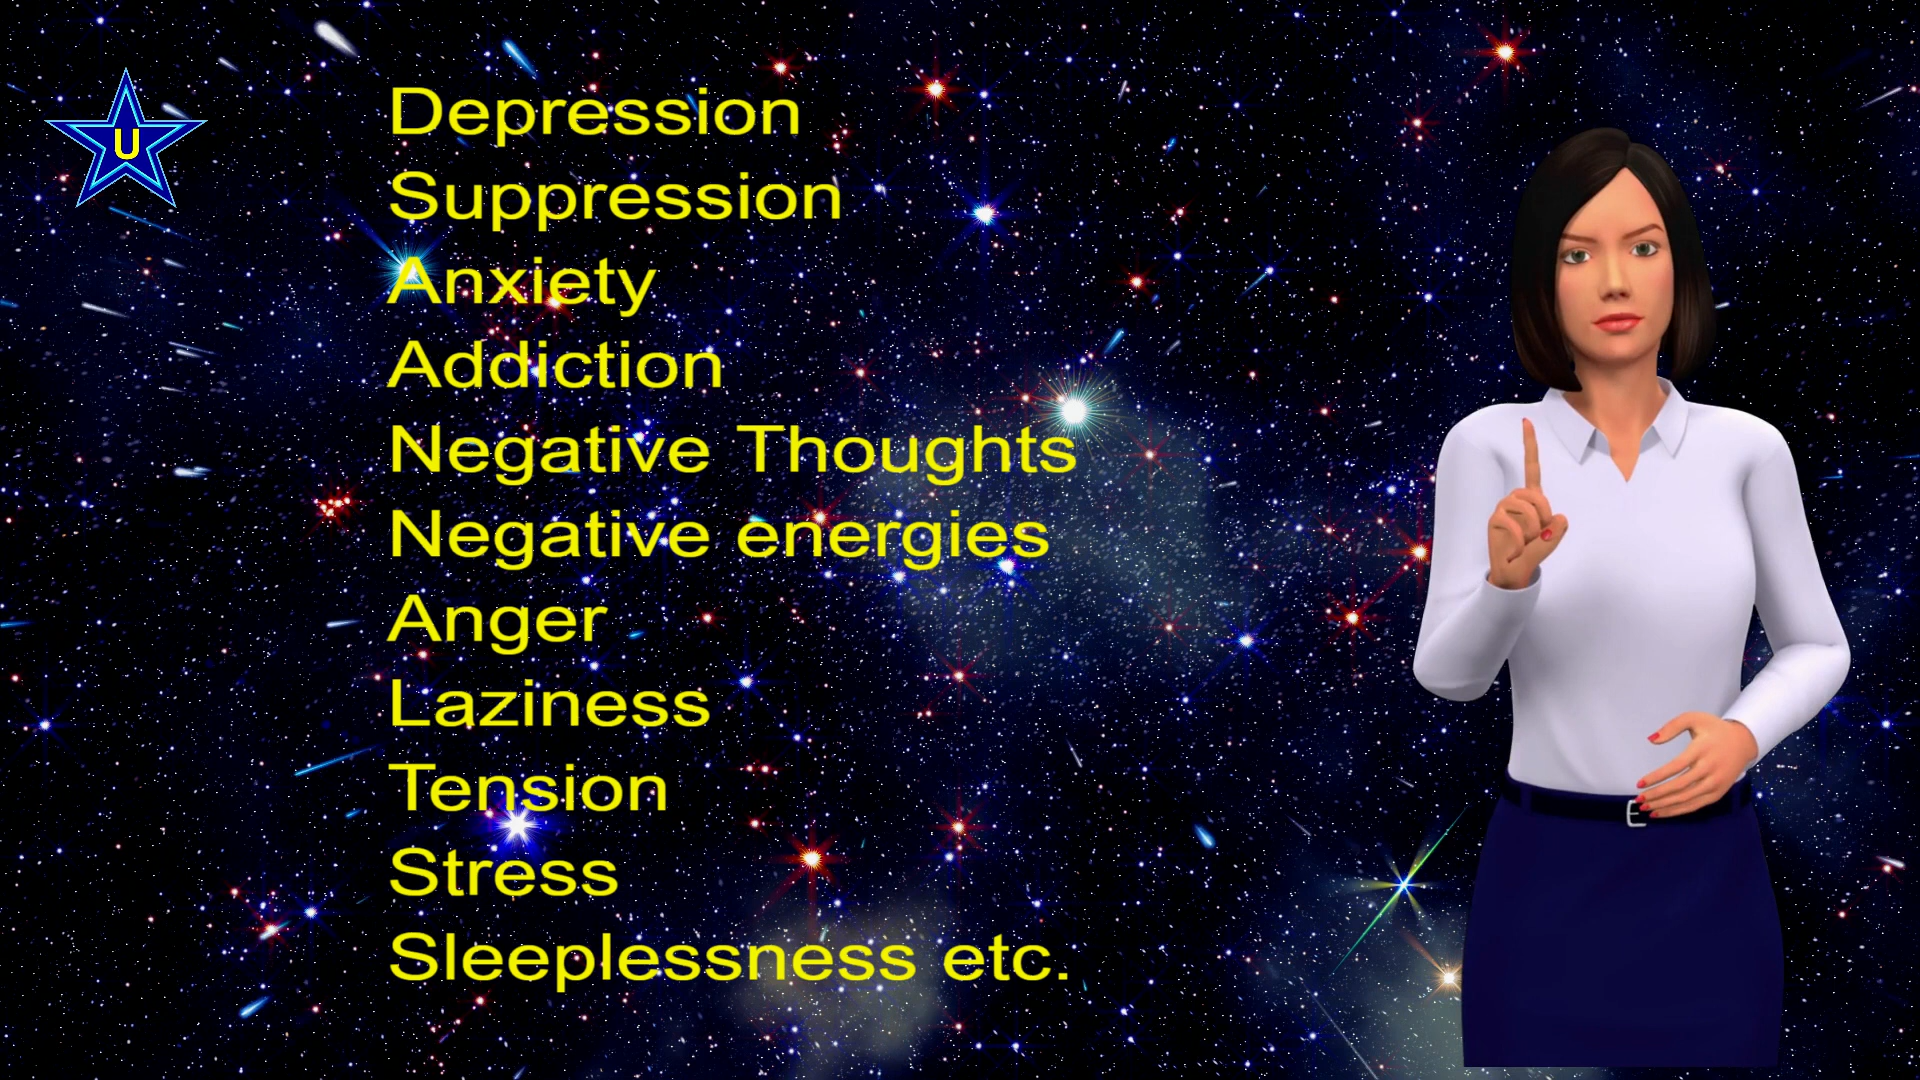 U
Depression
Suppression
Anxiety
Addiction
Negative Thoughts
Negative energies
Anger
Laziness
Tension
Stress
Sleeplessness etc.